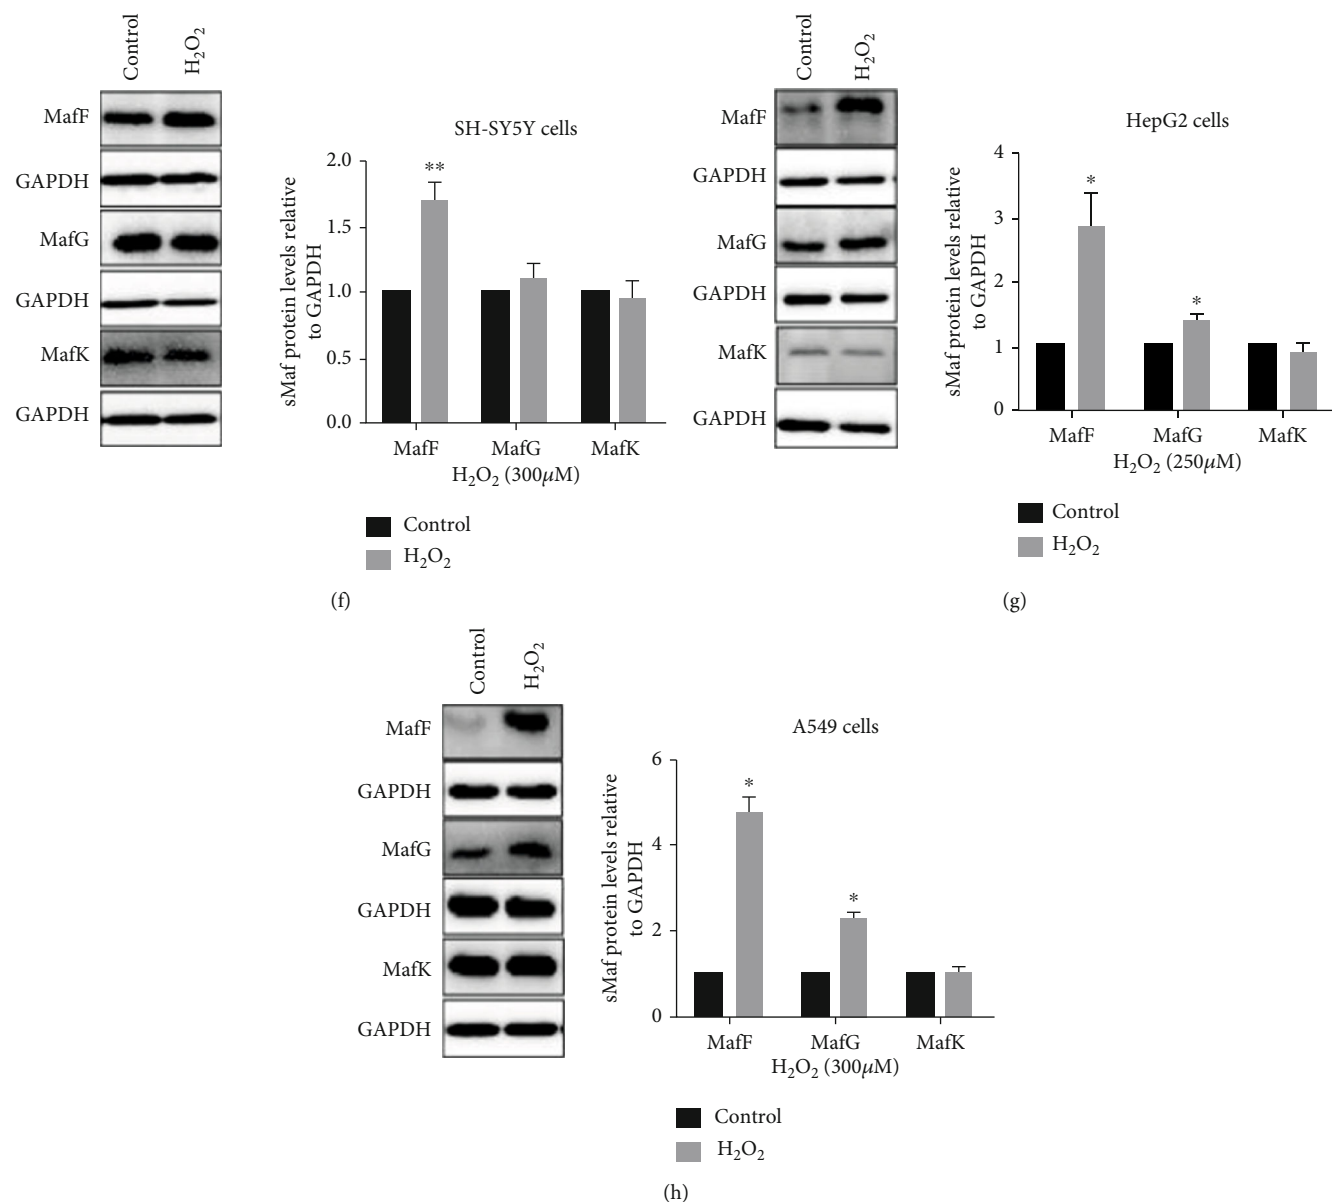 Control
H₂O₂
MafF
GAPDH
MafG
GAPDH
MafK
GAPDH
SH-SY5Y cells
sMaf protein levels relative
to GAPDH
2.0
1.5
1.0
0.5
0.0
**
MafF
MafG
MafK
H₂O₂ (300μM)
Control
H₂O₂
(f)
Control
H₂O₂
MafF
GAPDH
MafG
GAPDH
MafK
GAPDH
HepG2 cells
sMaf protein levels relative
to GAPDH
4
3
2
1
0
*
*
MafF
MafG
MafK
H₂O₂ (250μM)
Control
H₂O₂
(g)
Control
H₂O₂
MafF
GAPDH
MafG
GAPDH
MafK
GAPDH
A549 cells
sMaf protein levels relative
to GAPDH
6
4
2
0
*
*
MafF
MafG
MafK
H₂O₂ (300μM)
Control
H₂O₂
(h)